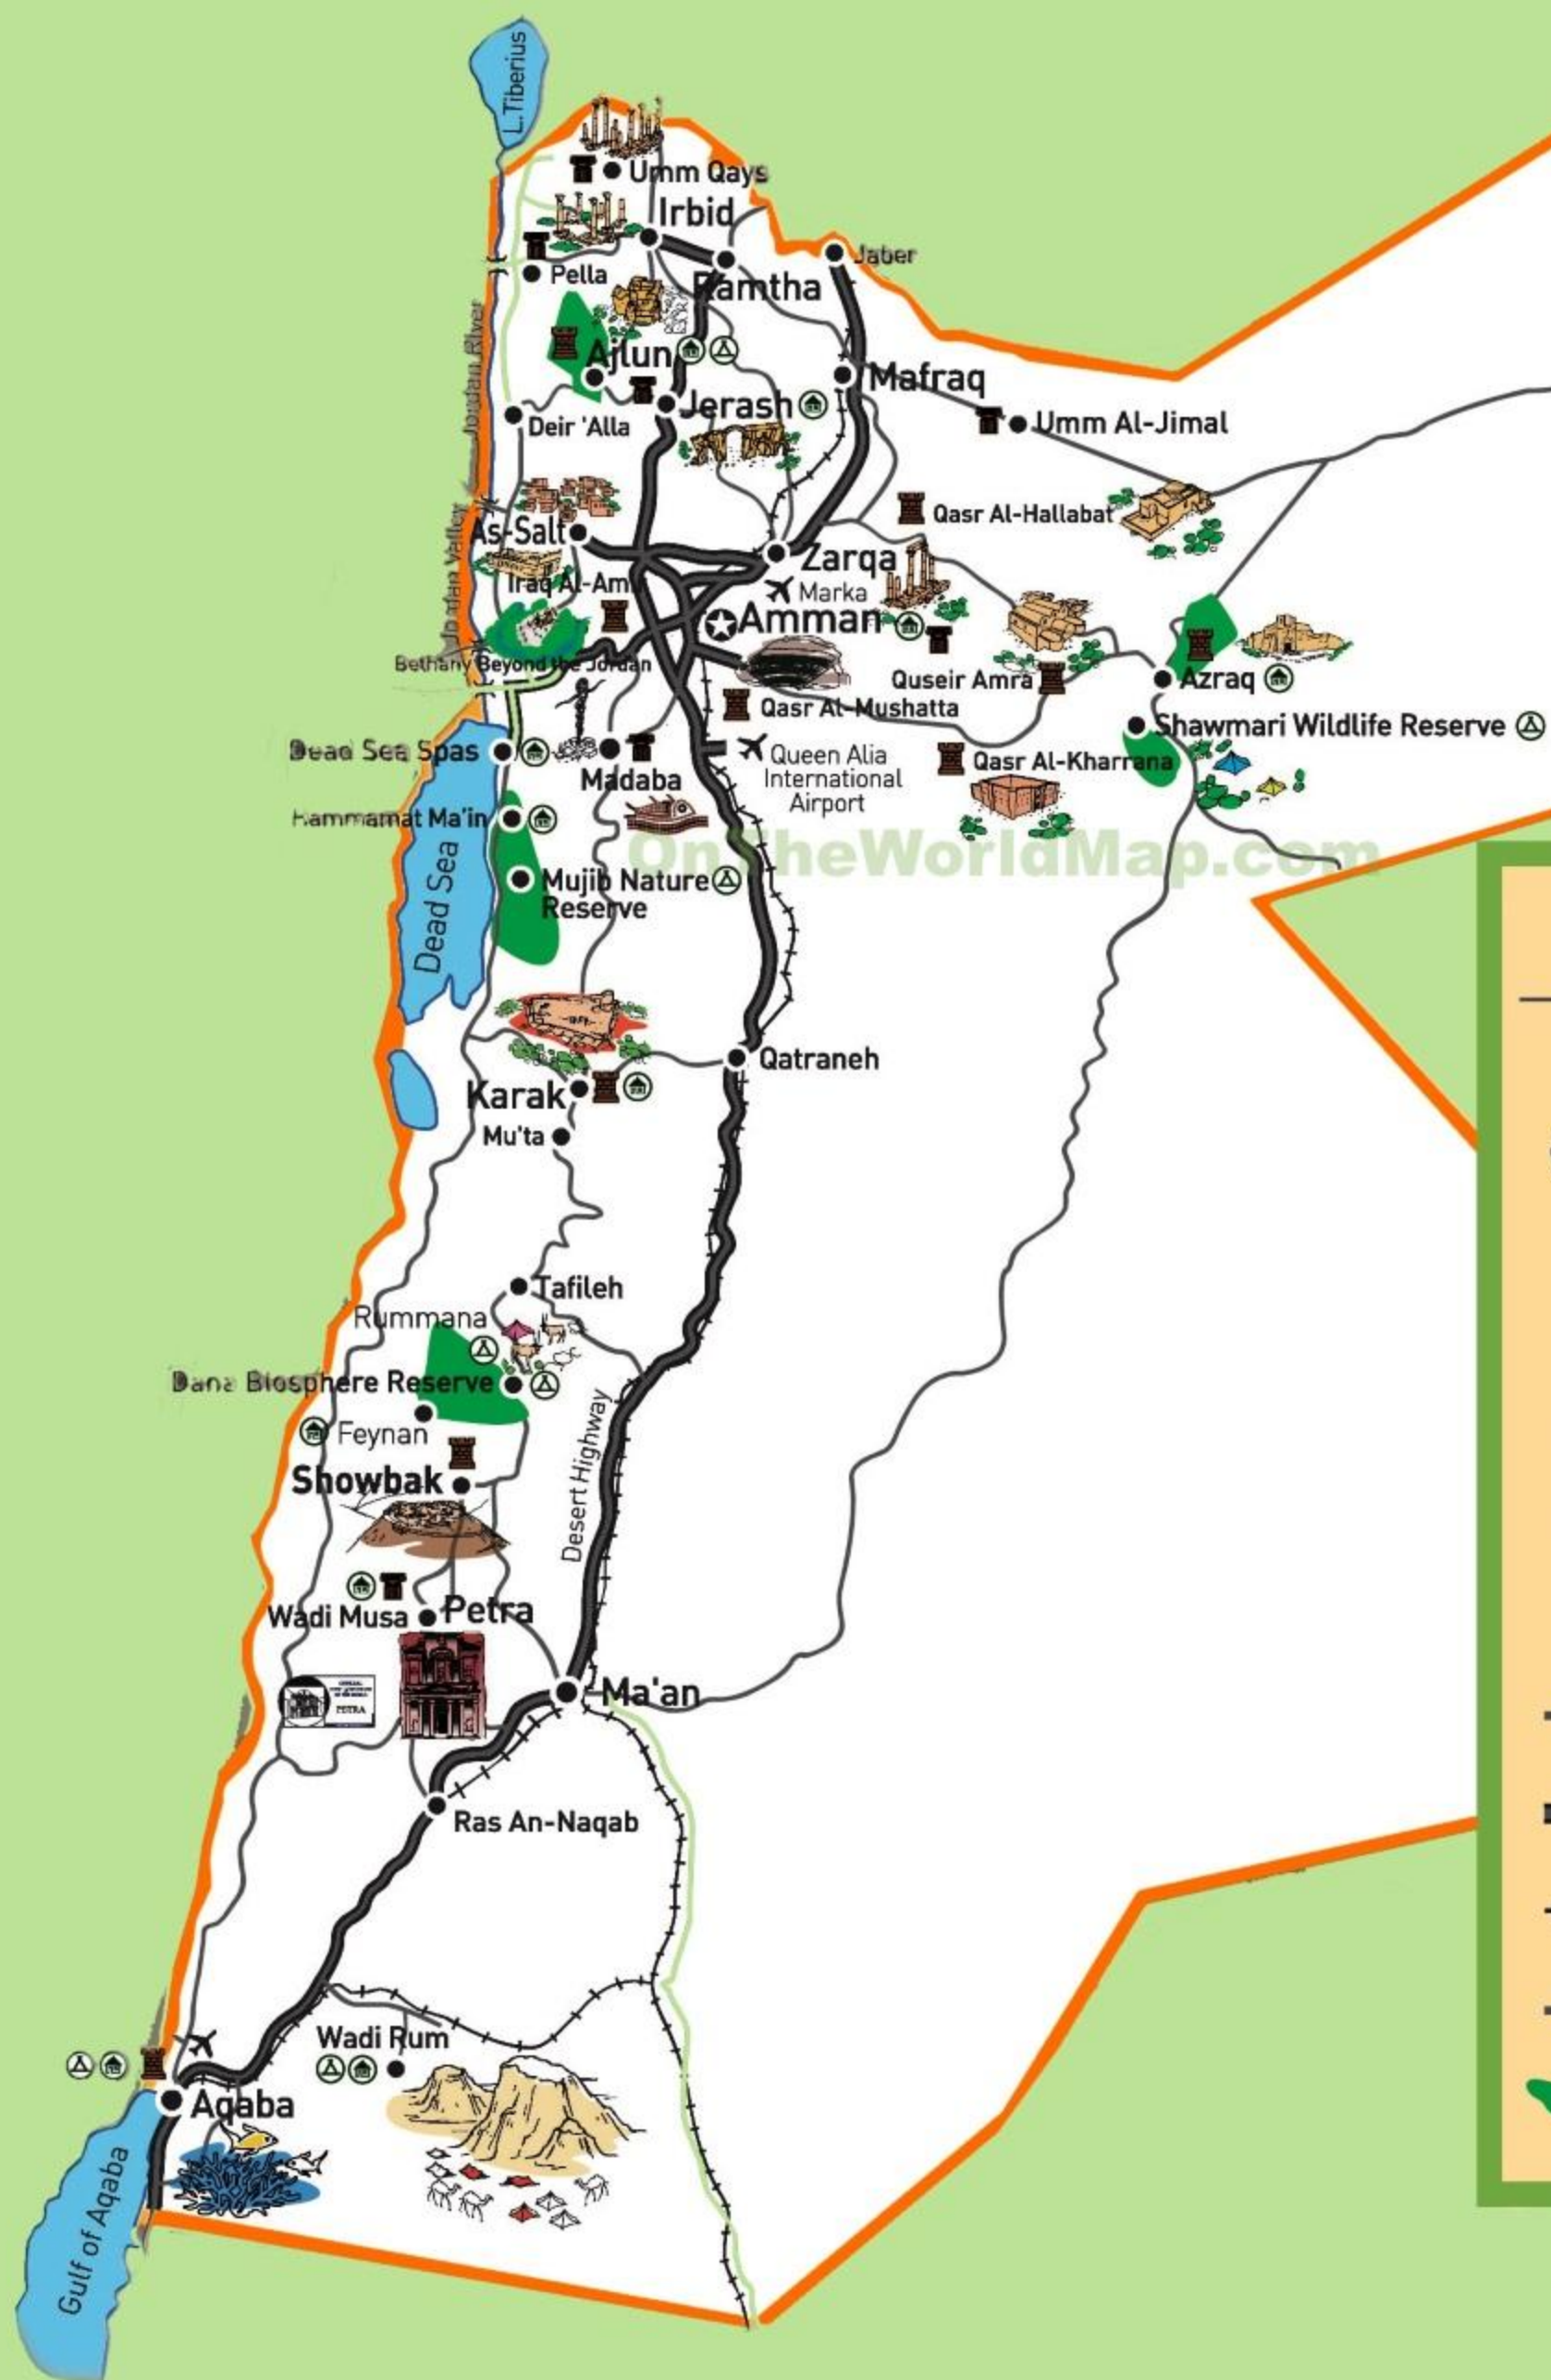 L.Tiberius
Umm Qays
Irbid
Jaber
Pella
Ramtha
Jordan River
Ajlun
Mafraq
Jerash
Umm Al-Jimal
Deir 'Alla
Qasr Al-Hallabat
As-Salt
Jordan Valley
Zarqa
Iraq Al-Am
Marka
Amman
Bethany Beyond the Jordan
Quseir Amra
Azraq
Qasr Al-Mushatta
Shawmari Wildlife Reserve
Dead Sea Spas
Queen Alia
International
Airport
Qasr Al-Kharrana
Madaba
Hammamat Ma'in
OnTheWorldMap.com
Dead Sea
Mujib Nature
Reserve
Qatraneh
Karak
Mu'ta
Tafileh
Rummana
Dana Biosphere Reserve
Feynan
Desert Highway
Showbak
Wadi Musa
Petra
Ma'an
PETRA
Ras An-Naqab
Wadi Rum
Aqaba
Gulf of Aqaba